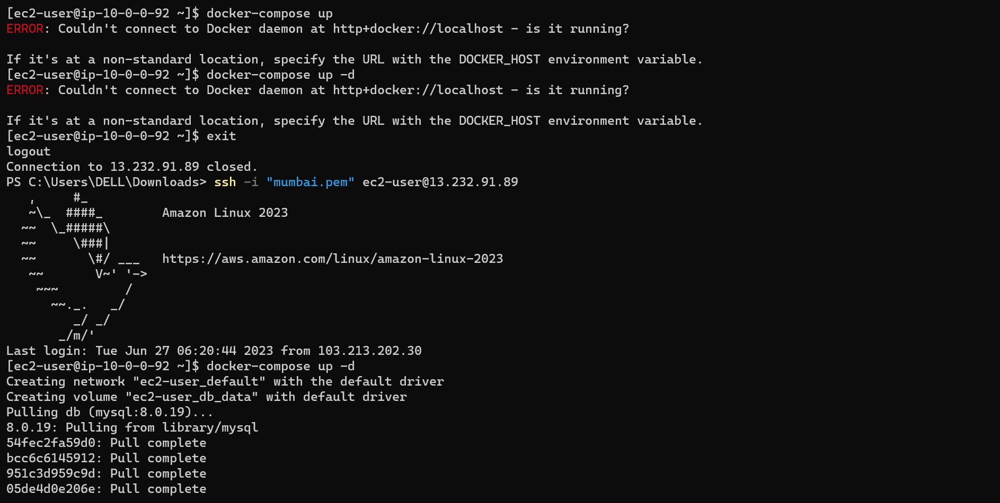 [ec2-user@ip-10-0-0-92 ~]$ docker-compose up
ERROR: Couldn't connect to Docker daemon at http+docker://localhost - is it running?

If it's at a non-standard location, specify the URL with the DOCKER_HOST environment variable.
[ec2-user@ip-10-0-0-92 ~]$ docker-compose up -d
ERROR: Couldn't connect to Docker daemon at http+docker://localhost - is it running?

If it's at a non-standard location, specify the URL with the DOCKER_HOST environment variable.
[ec2-user@ip-10-0-0-92 ~]$ exit
logout
Connection to 13.232.91.89 closed.
PS C:\Users\DELL\Downloads> ssh -i "mumbai.pem" ec2-user@13.232.91.89
   ,     #_
   ~\_  ####_        Amazon Linux 2023
  ~~  \_#####\
  ~~     \###|
  ~~       \#/ ___   https://aws.amazon.com/linux/amazon-linux-2023
   ~~       V~' '->
    ~~~         /
      ~~._.   _/
         _/ _/
       _/m/'
Last login: Tue Jun 27 06:20:44 2023 from 103.213.202.30
[ec2-user@ip-10-0-0-92 ~]$ docker-compose up -d
Creating network "ec2-user_default" with the default driver
Creating volume "ec2-user_db_data" with default driver
Pulling db (mysql:8.0.19)...
8.0.19: Pulling from library/mysql
54fec2fa59d0: Pull complete
bcc6c6145912: Pull complete
951c3d959c9d: Pull complete
05de4d0e206e: Pull complete